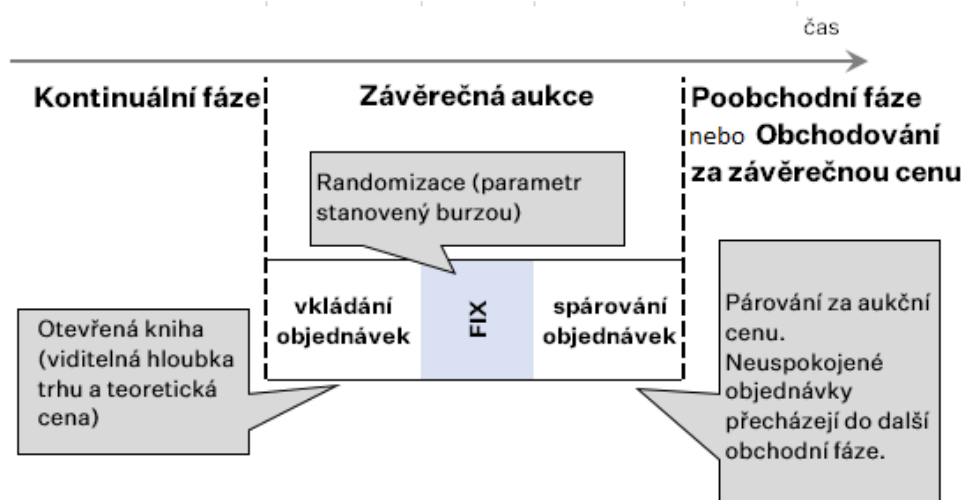 čas
Kontinuální fáze
Závěrečná aukce
Poobchodní fáze
nebo Obchodování
za závěrečnou cenu
Randomizace (parametr
stanovený burzou)
vkládání
objednávek
FIX
spárování
objednávek
Otevřená kniha
(viditelná hloubka
trhu a teoretická
cena)
Párování za aukční
cenu.
Neuspokojené
objednávky
přecházejí do další
obchodní fáze.